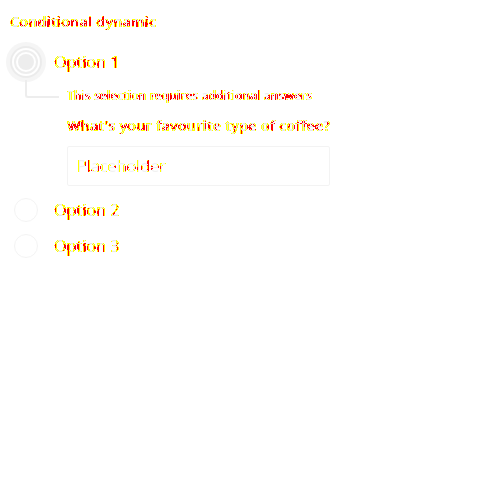 Conditional dynamic
Option 1
This selection requires additional answers
What's your favourite type of coffee?
Placeholder
Option 2
Option 3